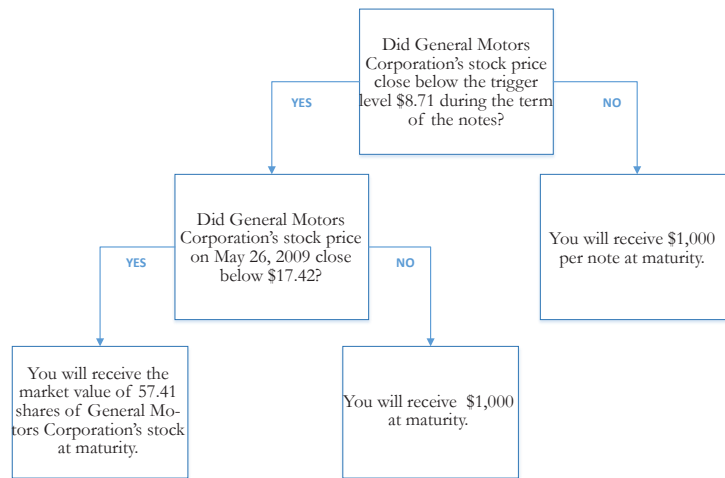 Did General Motors
Corporation's stock price
close below the trigger
level $8.71 during the term
of the notes?
YES
NO
Did General Motors
Corporation's stock price
on May 26, 2009 close
below $17.42?
You will receive $1,000
per note at maturity.
YES
NO
You will receive the
market value of 57.41
shares of General Mo-
tors Corporation's stock
at maturity.
You will receive $1,000
at maturity.